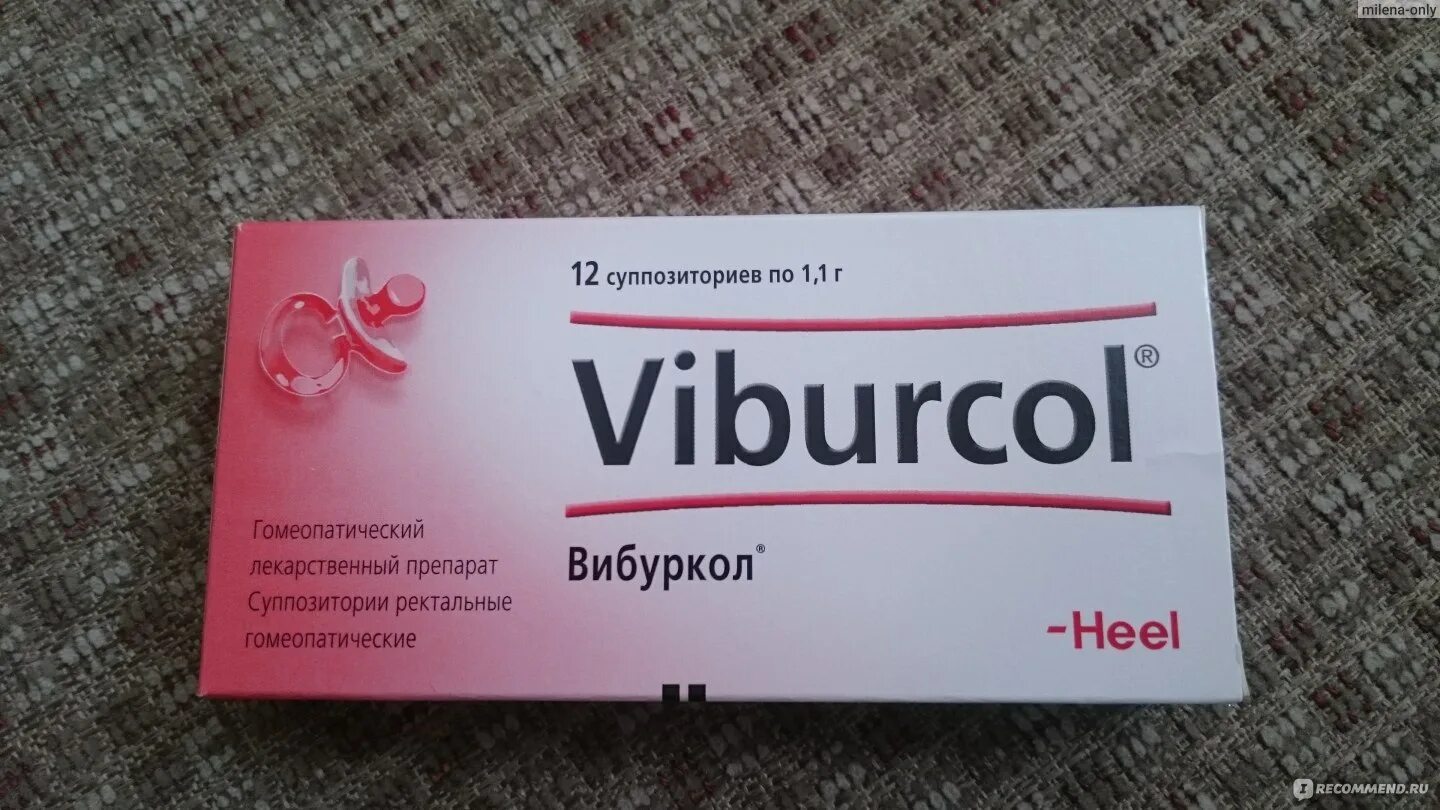 milena-only
12 суппозиториев по 1,1 г
Viburcol®
Гомеопатический
лекарственный препарат
Суппозитории ректальные
гомеопатические
Вибуркол®
-Heel
RECOMMEND.RU